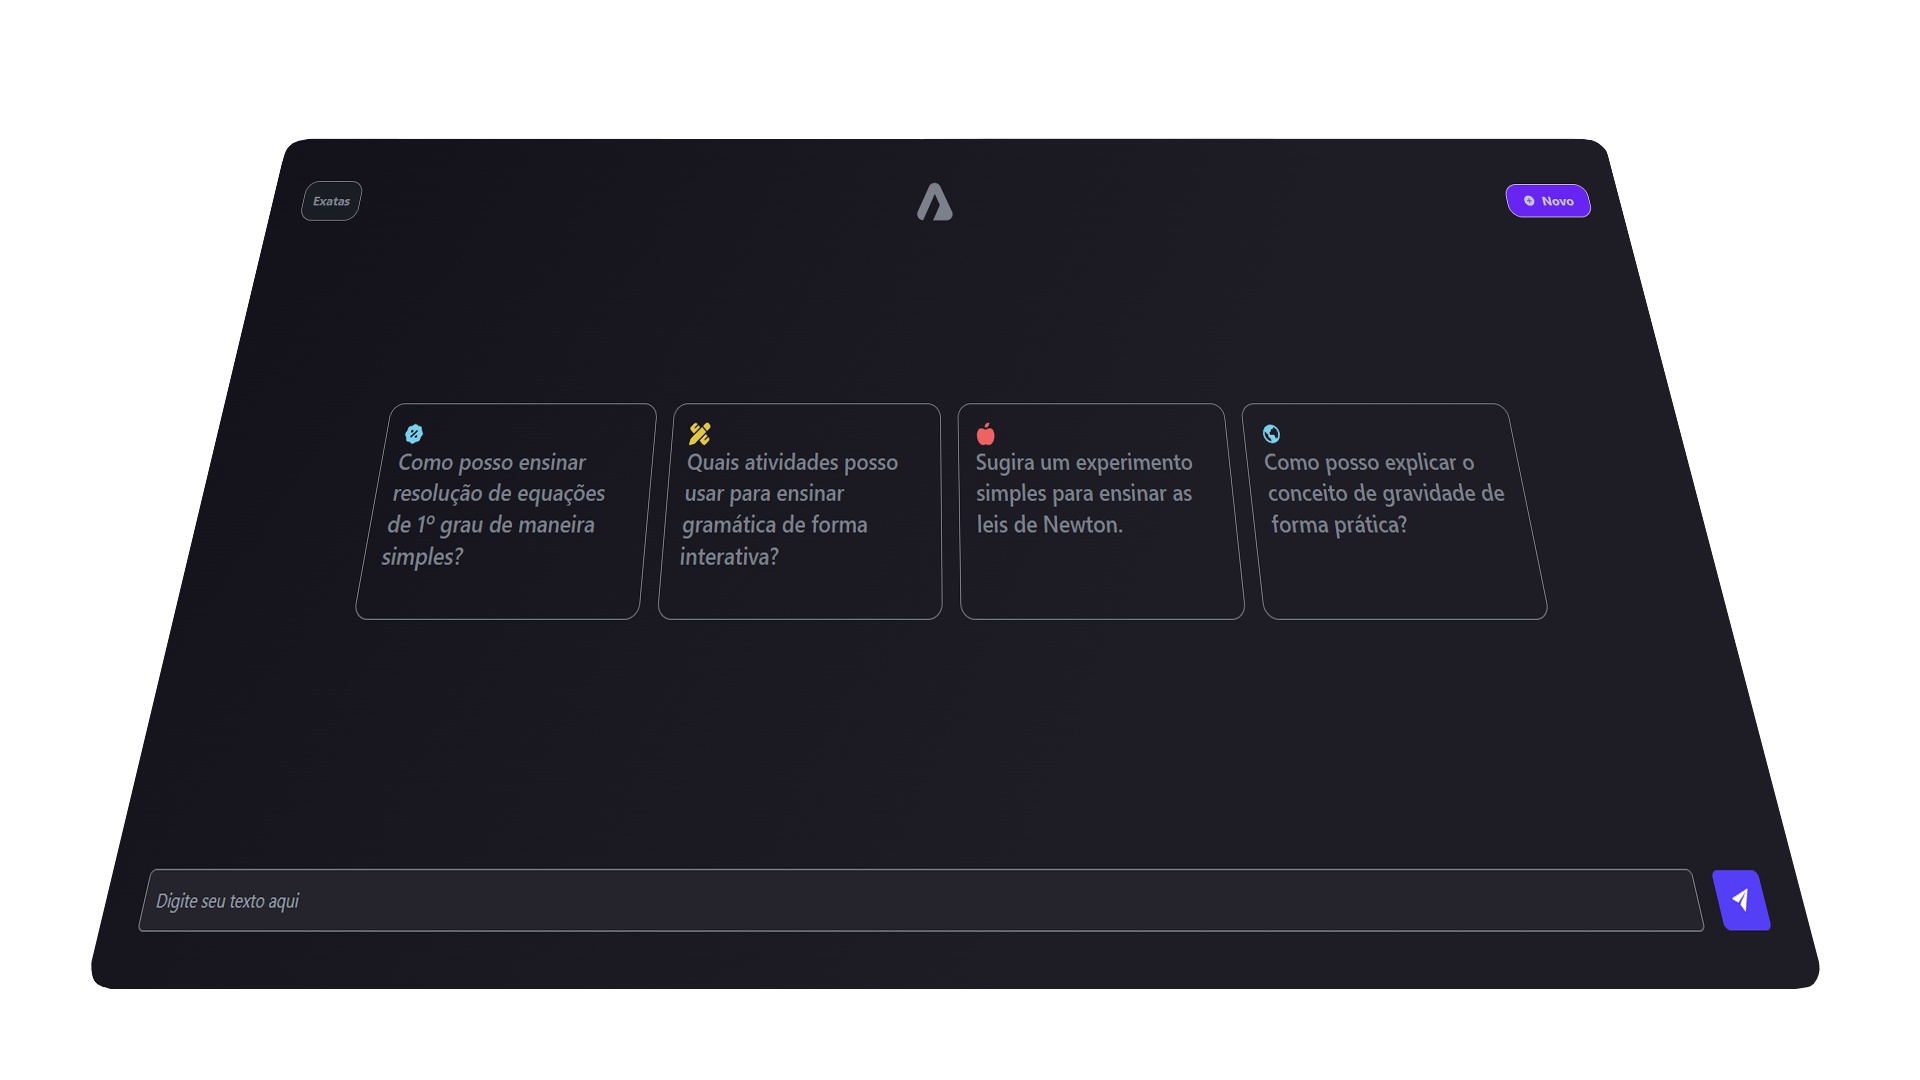 Exatas
Novo
Como posso ensinar
resolução de equações
de 1º grau de maneira
simples?
Quais atividades posso
usar para ensinar
gramática de forma
interativa?
Sugira um experimento
simples para ensinar as
leis de Newton.
Como posso explicar o
conceito de gravidade de
forma prática?
Digite seu texto aqui